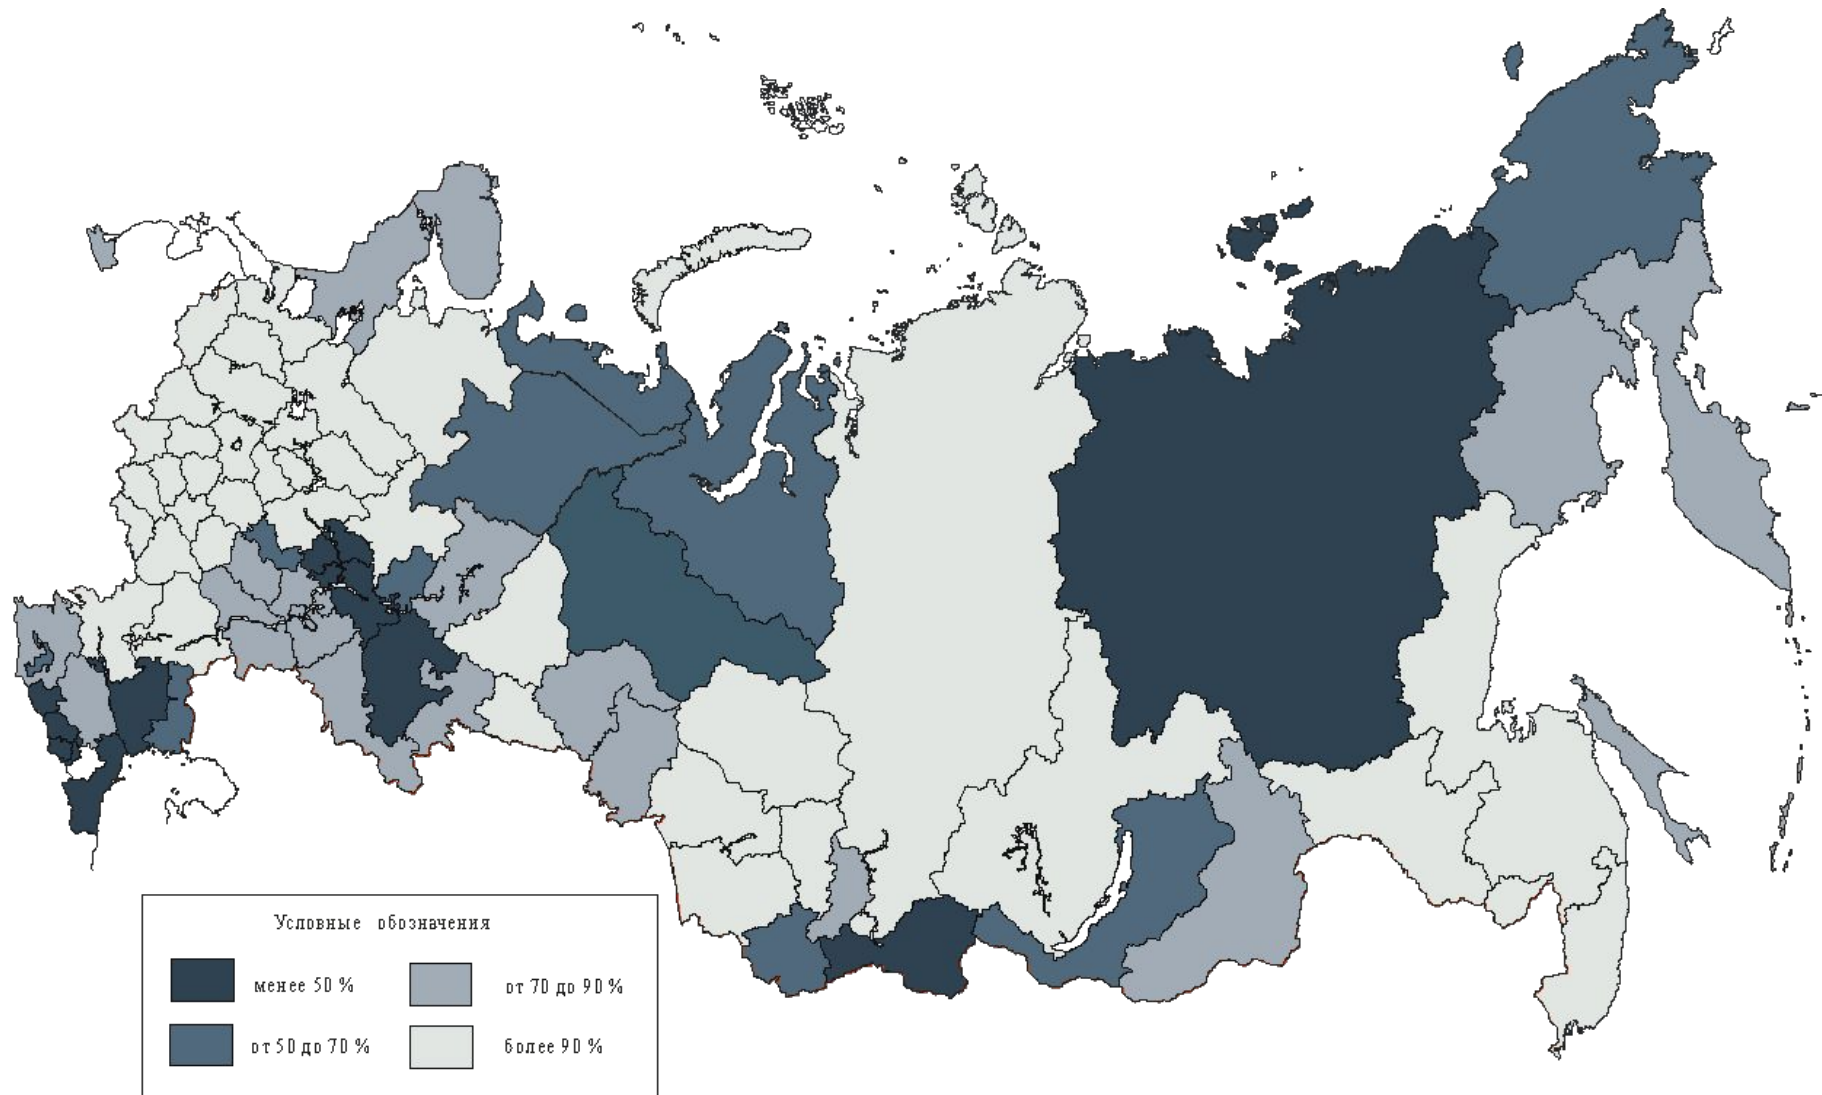 Условные обозначения
менее 50 %
от 70 до 90 %
от 50 до 70 %
более 90 %